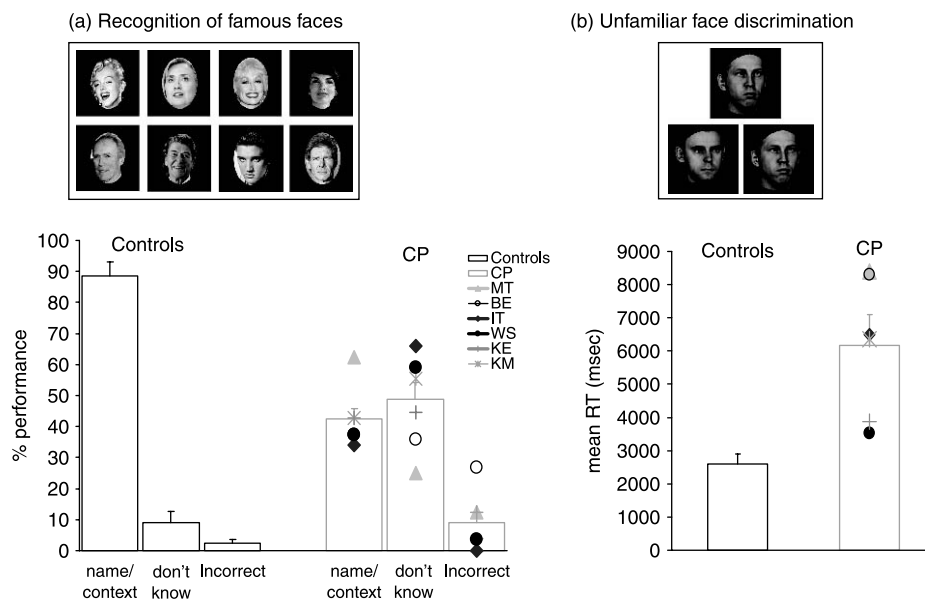 (a) Recognition of famous faces
(b) Unfamiliar face discrimination
% performance
100
90
80
70
60
50
40
30
20
10
0
Controls
CP
name/
context
don't
know
Incorrect
name/
context
don't
know
Incorrect
Controls
CP
MT
BE
IT
WS
KE
KM
mean RT (msec)
9000
8000
7000
6000
5000
4000
3000
2000
1000
0
Controls
CP